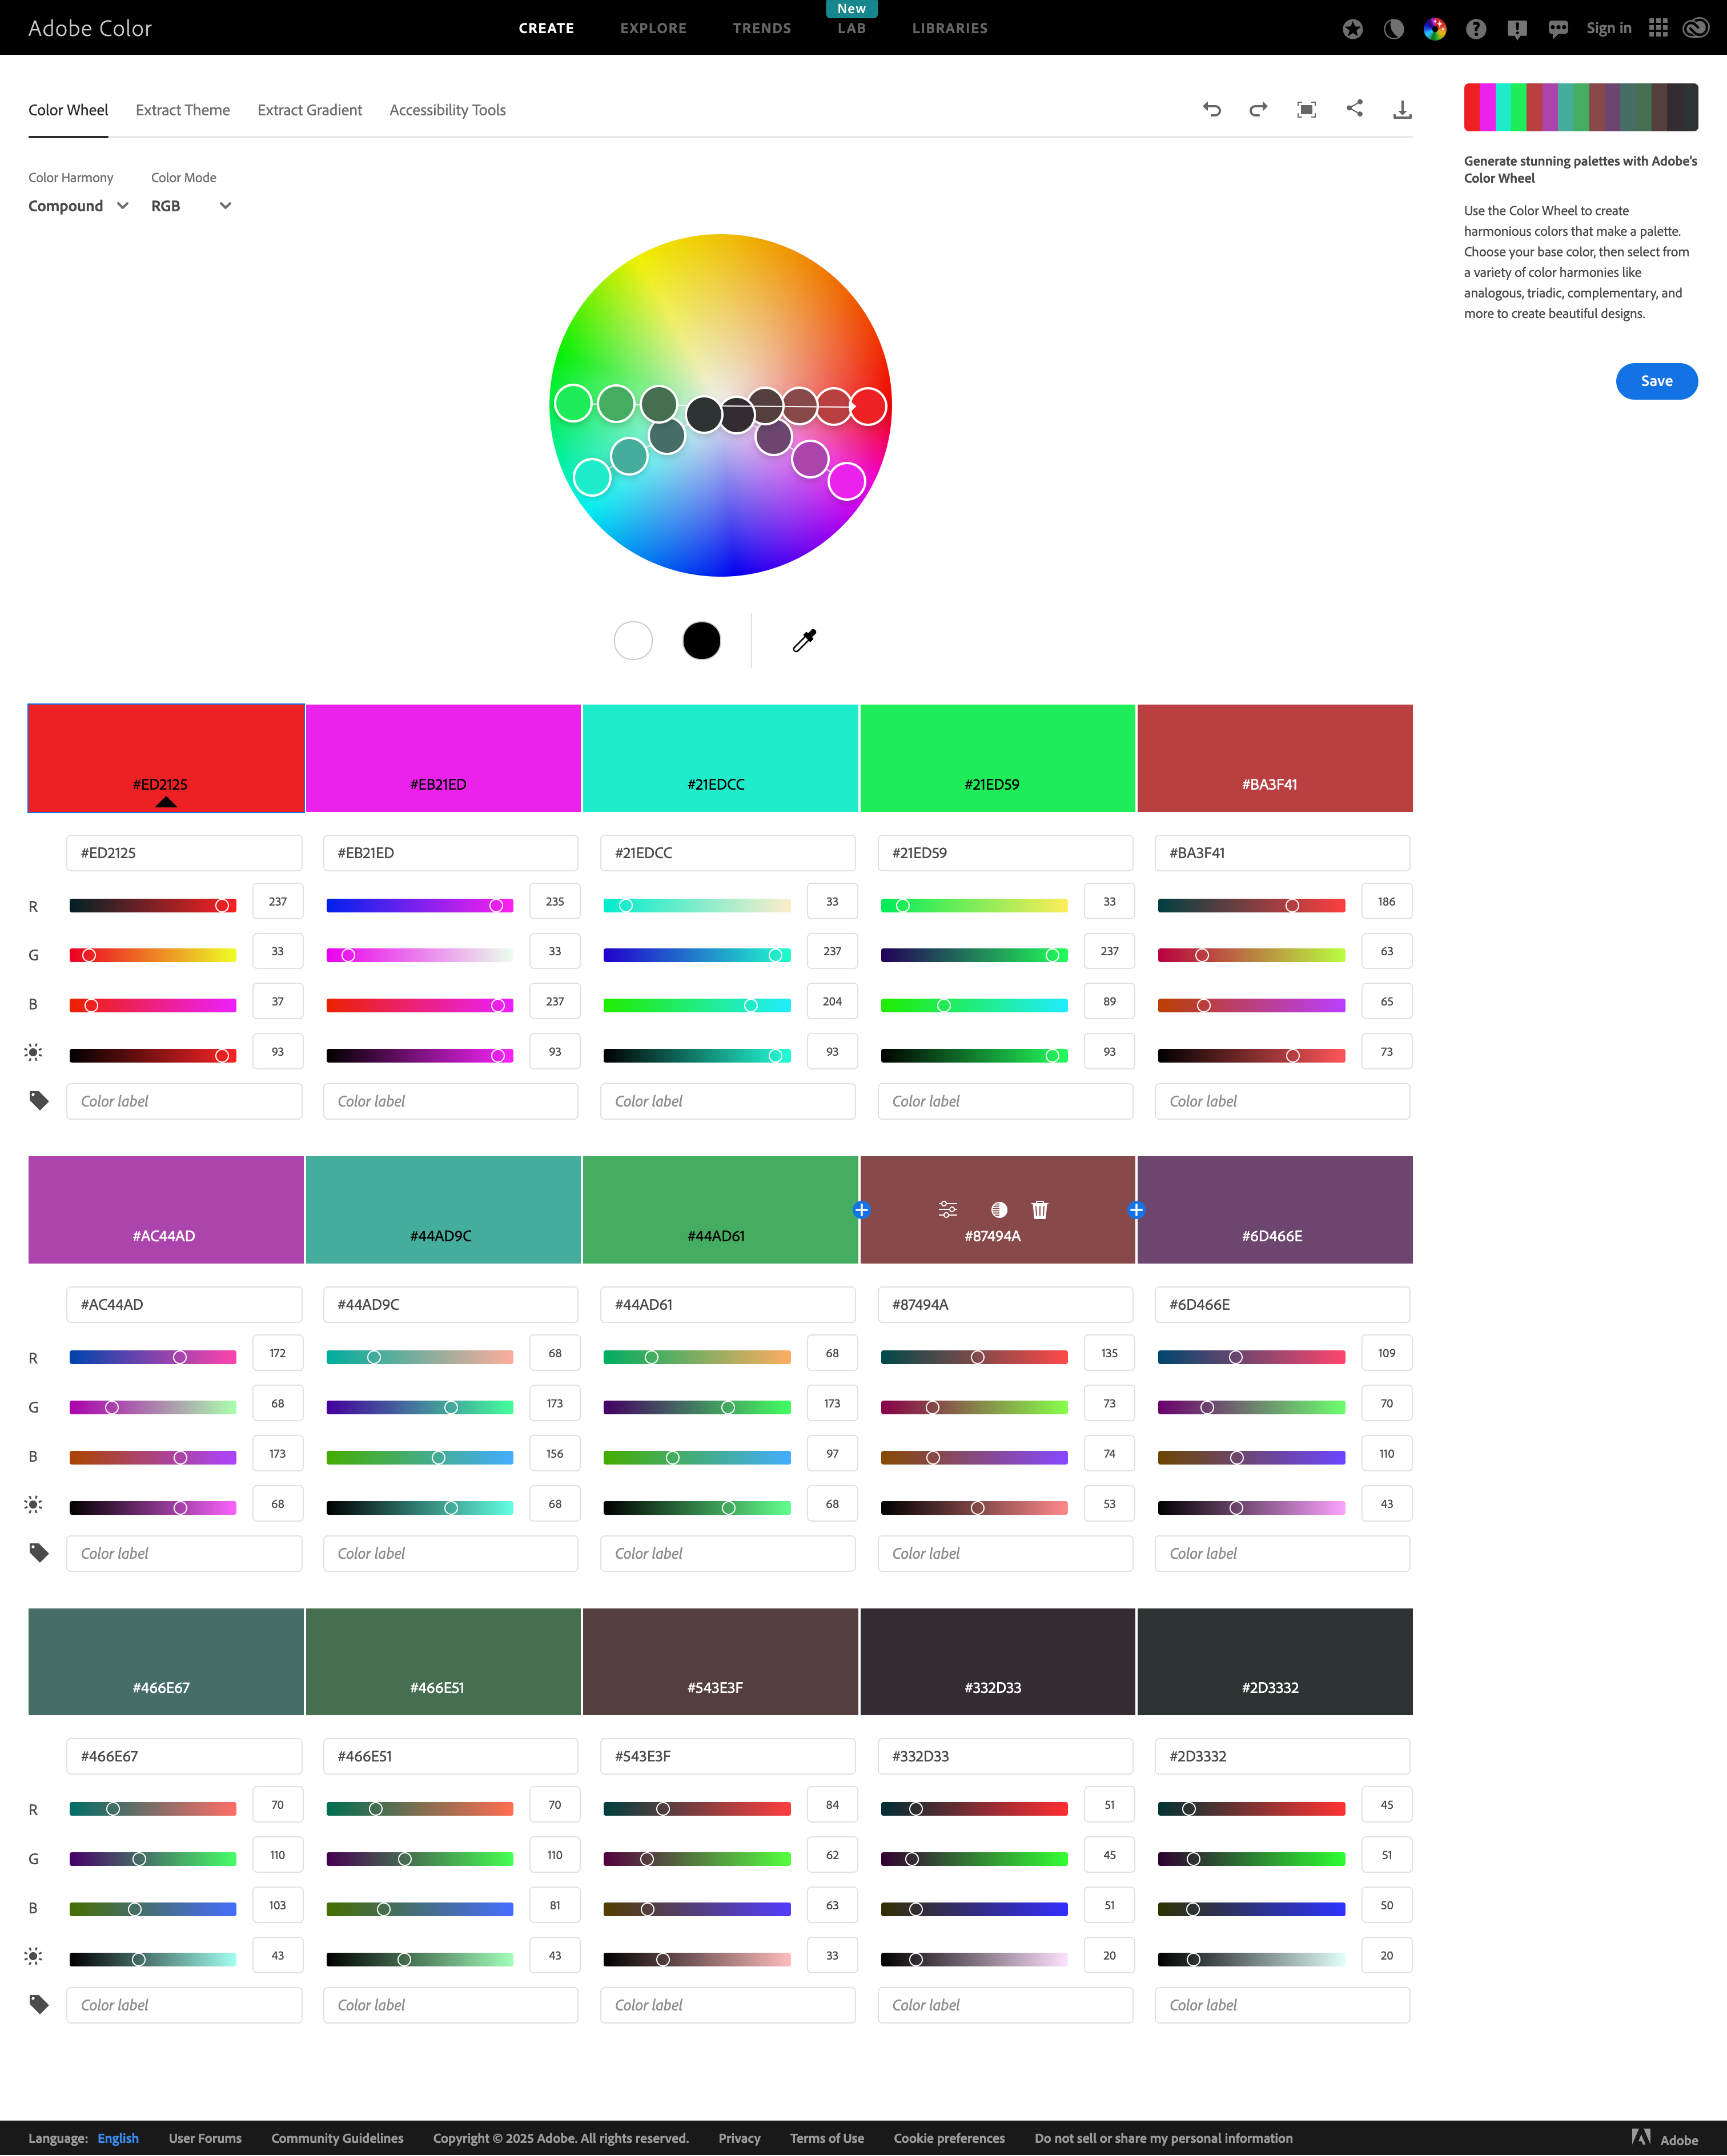 Adobe Color
CREATE EXPLORE TRENDS New LAB LIBRARIES
Sign in
Color Wheel Extract Theme Extract Gradient Accessibility Tools
Color Harmony Color Mode
Compound RGB
Generate stunning palettes with Adobe's
Color Wheel
Use the Color Wheel to create
harmonious colors that make a palette.
Choose your base color, then select from
a variety of color harmonies like
analogous, triadic, complementary, and
more to create beautiful designs.
Save
#ED2125 #EB21ED #21EDCC #21ED59 #BA3F41
#ED2125 #EB21ED #21EDCC #21ED59 #BA3F41
R 237 235 33 33 186
G 33 33 237 237 63
B 37 237 204 89 65
93 93 93 93 73
Color label Color label Color label Color label Color label
#AC44AD #44AD9C #44AD61 #87494A #6D466E
#AC44AD #44AD9C #44AD61 #87494A #6D466E
R 172 68 68 135 109
G 68 173 173 73 70
B 173 156 97 74 110
68 68 68 53 43
Color label Color label Color label Color label Color label
#466E67 #466E51 #543E3F #332D33 #2D3332
#466E67 #466E51 #543E3F #332D33 #2D3332
R 70 70 84 51 45
G 110 110 62 45 51
B 103 81 63 51 50
43 43 33 20 20
Color label Color label Color label Color label Color label
Language: English User Forums Community Guidelines Copyright © 2025 Adobe. All rights reserved. Privacy Terms of Use Cookie preferences Do not sell or share my personal information Adobe